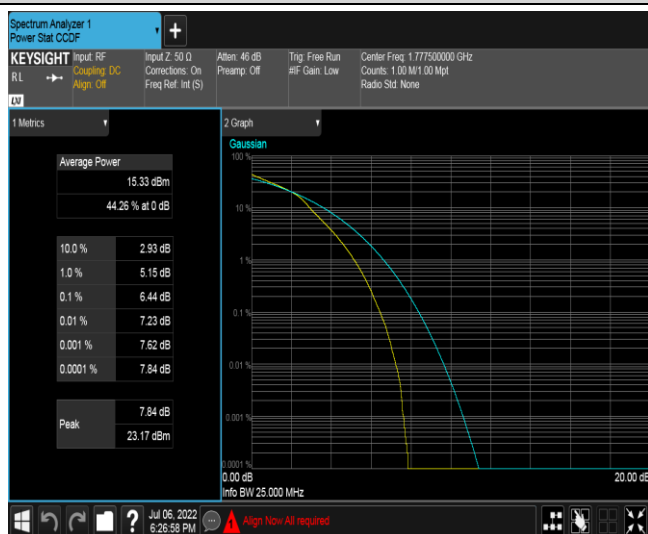 Spectrum Analyzer 1
Power Stat CCDF
+
KEYSIGHT
RL
LXI
Input: RF
Coupling: DC
Align: Off
Input Z: 50 Ω
Corrections: On
Freq Ref: Int (S)
Atten: 46 dB
Preamp: Off
Trig: Free Run
#IF Gain: Low
Center Freq: 1.777500000 GHz
Counts: 1.00 M/1.00 Mpt
Radio Std: None
1 Metrics
Average Power
15.33 dBm
44.26 % at 0 dB
10.0 % 2.93 dB
1.0 % 5.15 dB
0.1 % 6.44 dB
0.01 % 7.23 dB
0.001 % 7.62 dB
0.0001 % 7.84 dB
Peak
7.84 dB
23.17 dBm
2 Graph
Gaussian
100 %
10 %
1 %
0.1 %
0.01 %
0.001 %
0.0001 %
0.00 dB
20.00 dB
Info BW 25.000 MHz
?
Jul 06, 2022
6:26:58 PM
Align Now All required